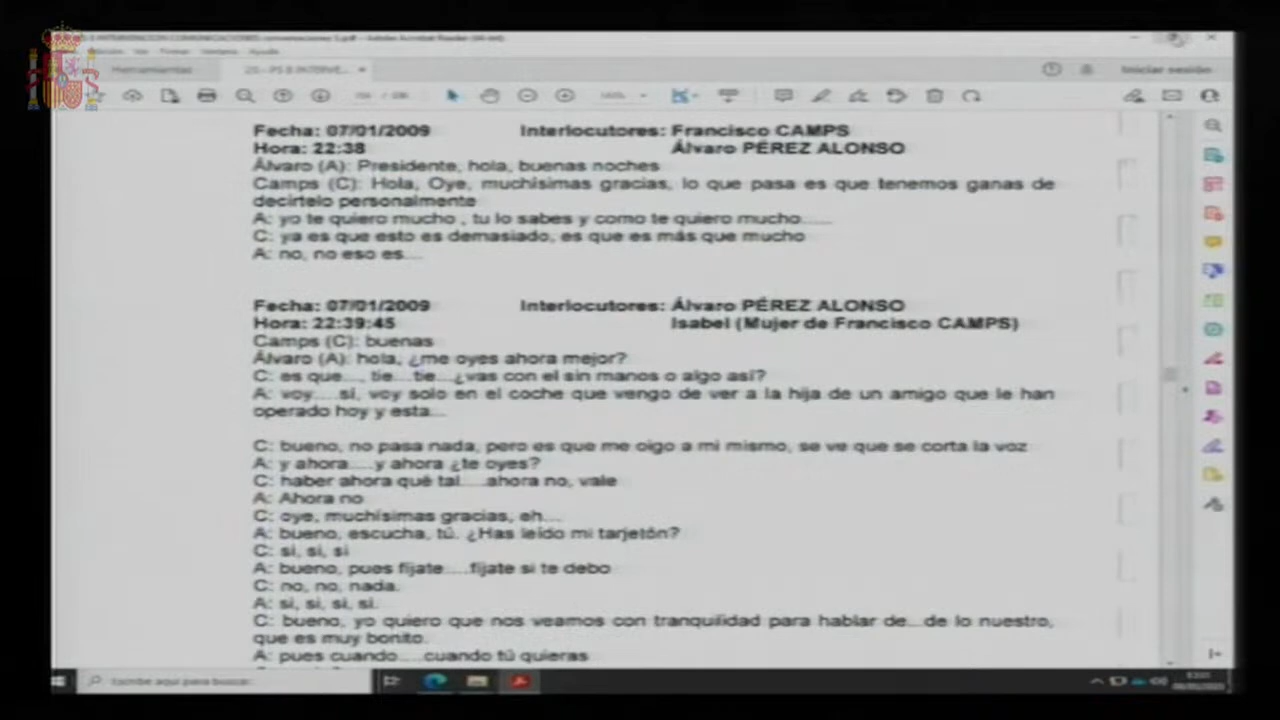 Herramientas
Iniciar sesión
Fecha: 07/01/2009 Interlocutores: Francisco CAMPS
Hora: 22:38 Álvaro PÉREZ ALONSO
Álvaro (A): Presidente, hola, buenas noches
Camps (C): Hola, Oye, muchísimas gracias, lo que pasa es que tenemos ganas de
decírtelo personalmente
A: yo te quiero mucho , tu lo sabes y como te quiero mucho.....
C: ya es que esto es demasiado, es que es más que mucho
A: no, no eso es....
Fecha: 07/01/2009 Interlocutores: Álvaro PÉREZ ALONSO
Hora: 22:39:45 Isabel (Mujer de Francisco CAMPS)
Camps (C): buenas
Álvaro (A): hola, ¿me oyes ahora mejor?
C: es que..., tie....tie....¿vas con el sin manos o algo así?
A: voy.....sí, voy solo en el coche que vengo de ver a la hija de un amigo que le han
operado hoy y esta...
C: bueno, no pasa nada, pero es que me oigo a mi mismo, se ve que se corta la voz
A: y ahora.....y ahora ¿te oyes?
C: haber ahora qué tal.....ahora no, vale
A: Ahora no
C: oye, muchísimas gracias, eh....
A: bueno, escucha, tú. ¿Has leído mi tarjetón?
C: si, si, si
A: bueno, pues fíjate.....fíjate si te debo
C: no, no, nada.
A: si, si, si, si.
C: bueno, yo quiero que nos veamos con tranquilidad para hablar de...de lo nuestro,
que es muy bonito.
A: pues cuando.....cuando tú quieras
Escribe aquí para buscar